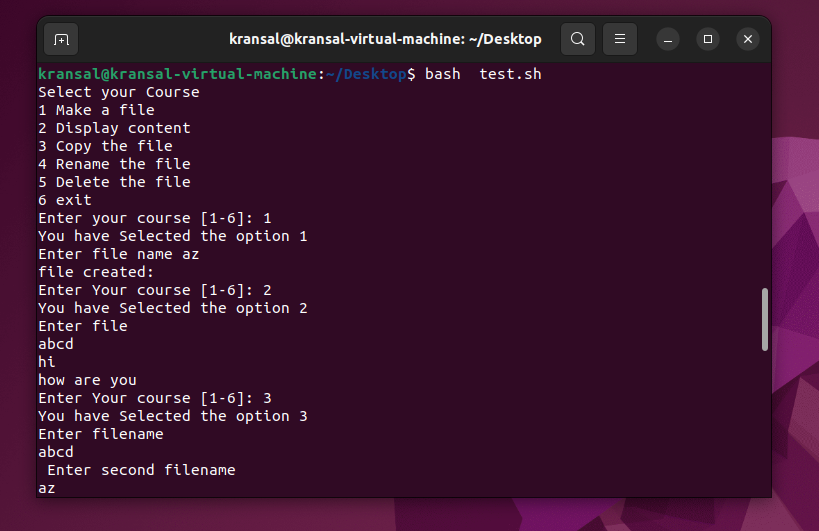 kransal@kransal-virtual-machine: ~/Desktop
kransal@kransal-virtual-machine:~/Desktop$ bash  test.sh
Select your Course
1 Make a file
2 Display content
3 Copy the file
4 Rename the file
5 Delete the file
6 exit
Enter your course [1-6]: 1
You have Selected the option 1
Enter file name az
file created:
Enter Your course [1-6]: 2
You have Selected the option 2
Enter file
abcd
hi
how are you
Enter Your course [1-6]: 3
You have Selected the option 3
Enter filename
abcd
 Enter second filename
az